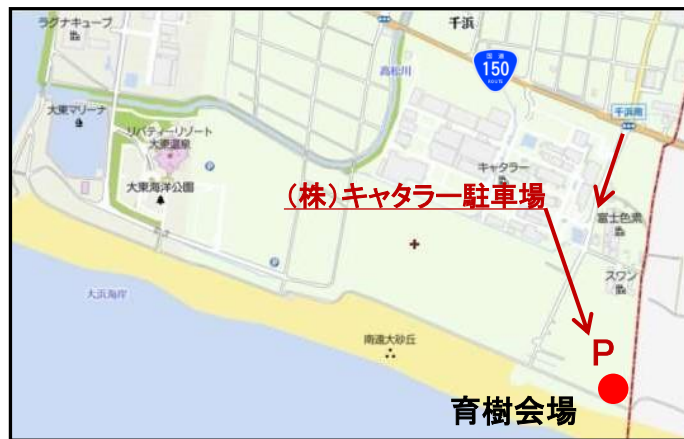 ラグナキューブ
千浜
国道
150
ROUTE
高松川
千浜南
大東マリーナ
リバティーリゾート
大東温泉
P
キャタラー
大東海洋公園
(株)キャタラー駐車場
富士色素
P
スワン
大浜海岸
南遠大砂丘
P
育樹会場